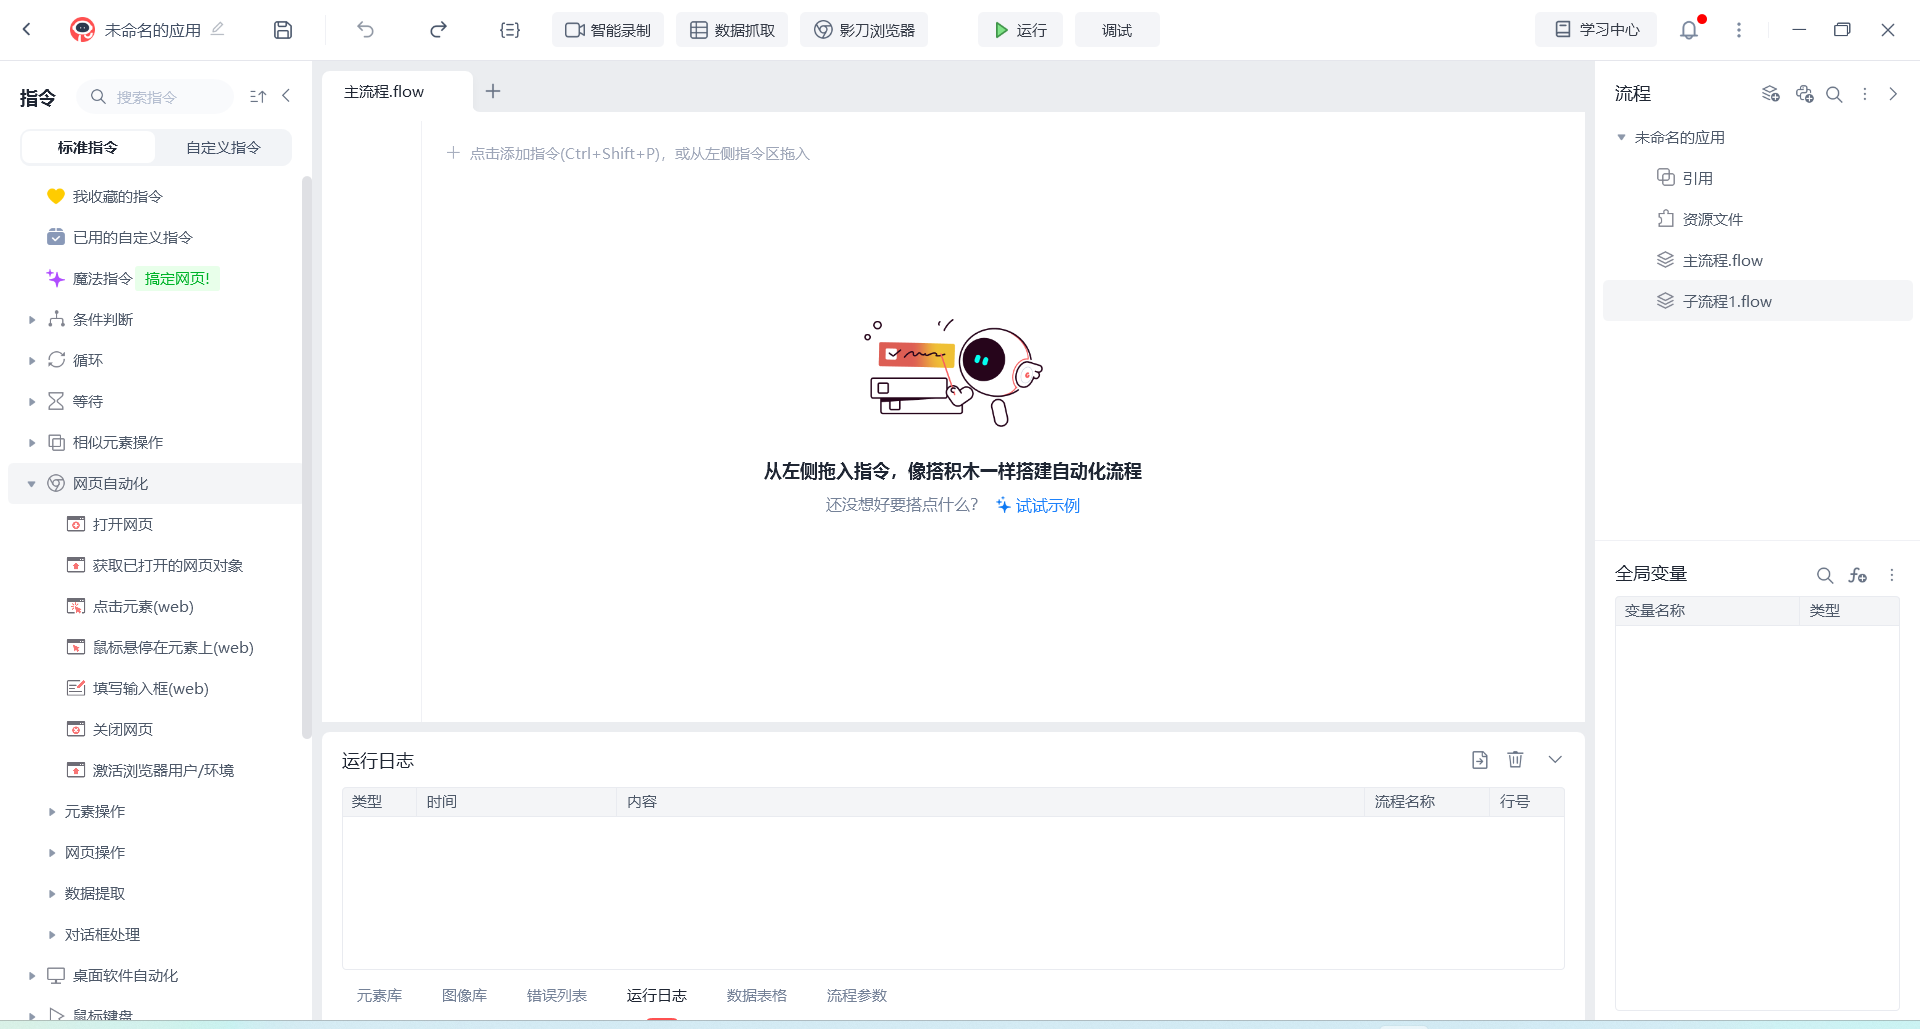 未命名的应用
智能录制
数据抓取
影刀浏览器
运行
调试
学习中心
指令
搜索指令
标准指令
自定义指令
我收藏的指令
已用的自定义指令
魔法指令 搞定网页!
条件判断
循环
等待
相似元素操作
网页自动化
打开网页
获取已打开的网页对象
点击元素(web)
鼠标悬停在元素上(web)
填写输入框(web)
关闭网页
激活浏览器用户/环境
元素操作
网页操作
数据提取
对话框处理
桌面软件自动化
鼠标键盘
主流程.flow
点击添加指令(Ctrl+Shift+P)，或从左侧指令区拖入
从左侧拖入指令，像搭积木一样搭建自动化流程
还没想好要搭点什么？ 试试示例
运行日志
类型 时间 内容 流程名称 行号
元素库 图像库 错误列表 运行日志 数据表格 流程参数
流程
未命名的应用
引用
资源文件
主流程.flow
子流程1.flow
全局变量
变量名称 类型